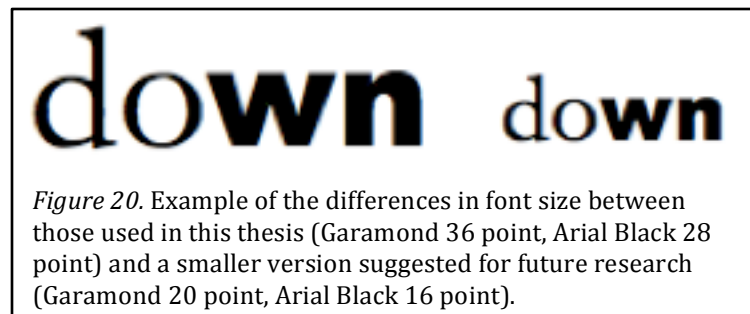 down down
Figure 20. Example of the differences in font size between
those used in this thesis (Garamond 36 point, Arial Black 28
point) and a smaller version suggested for future research
(Garamond 20 point, Arial Black 16 point).